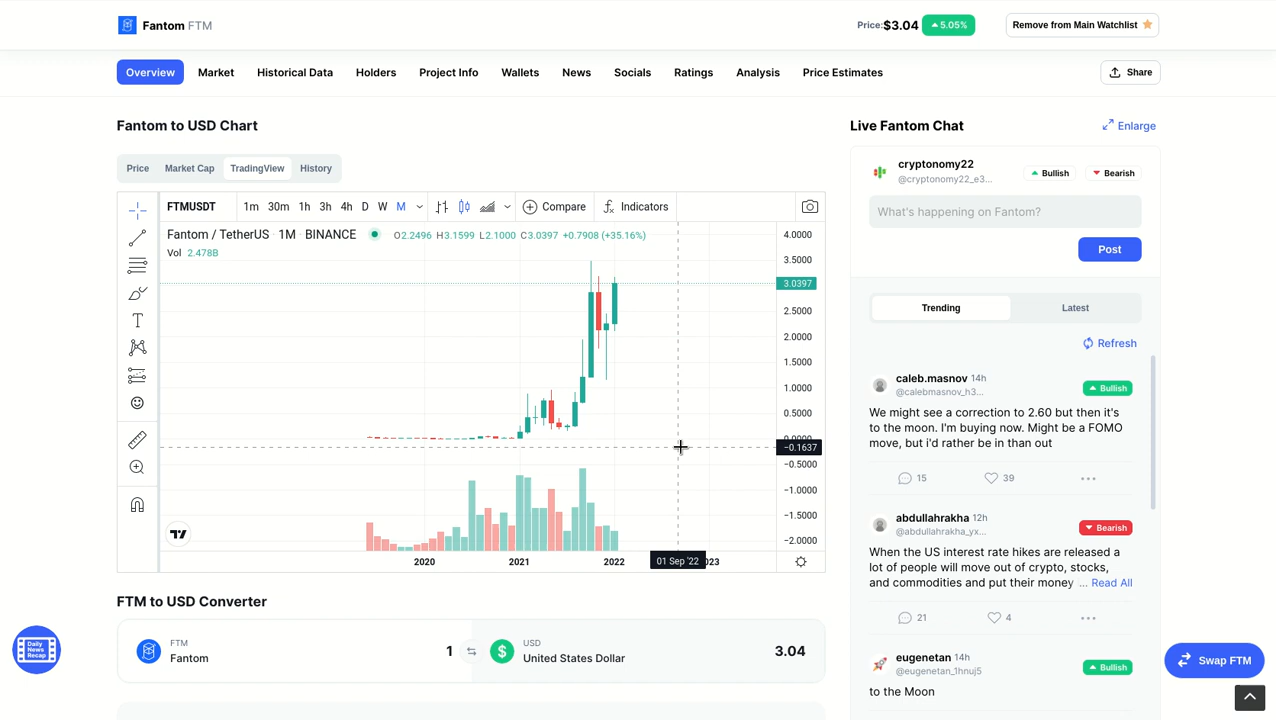 Fantom FTM
Price: $3.04 5.05%
Remove from Main Watchlist
Overview Market Historical Data Holders Project Info Wallets News Socials Ratings Analysis Price Estimates
Share
Fantom to USD Chart
Price Market Cap TradingView History
FTMUSDT 1m 30m 1h 3h 4h D W M Compare Indicators
Fantom / TetherUS 1M BINANCE O2.2496 H3.1599 L2.1000 C3.0397 +0.7908 (+35.16%)
Vol 2.478B
4.0000
3.5000
3.0397
2.5000
2.0000
1.5000
1.0000
0.5000
0.0000
−0.1637
−0.5000
−1.0000
−1.5000
−2.0000
2020 2021 2022 01 Sep '22
FTM to USD Converter
FTM
Fantom
1
USD
United States Dollar
3.04
Daily
News
Recap
Live Fantom Chat
Enlarge
cryptonomy22
@cryptonomy22_e3...
Bullish
Bearish
What's happening on Fantom?
Post
Trending Latest
Refresh
caleb.masnov 14h
@calebmasnov_h3...
Bullish
We might see a correction to 2.60 but then it's
to the moon. I'm buying now. Might be a FOMO
move, but i'd rather be in than out
15 39
abdullahrakha 12h
@abdullahrakha_yx...
Bearish
When the US interest rate hikes are released a
lot of people will move out of crypto, stocks,
and commodities and put their money ... Read All
21 4
eugenetan 14h
@eugenetan_1hnuj5
Bullish
to the Moon
Swap FTM